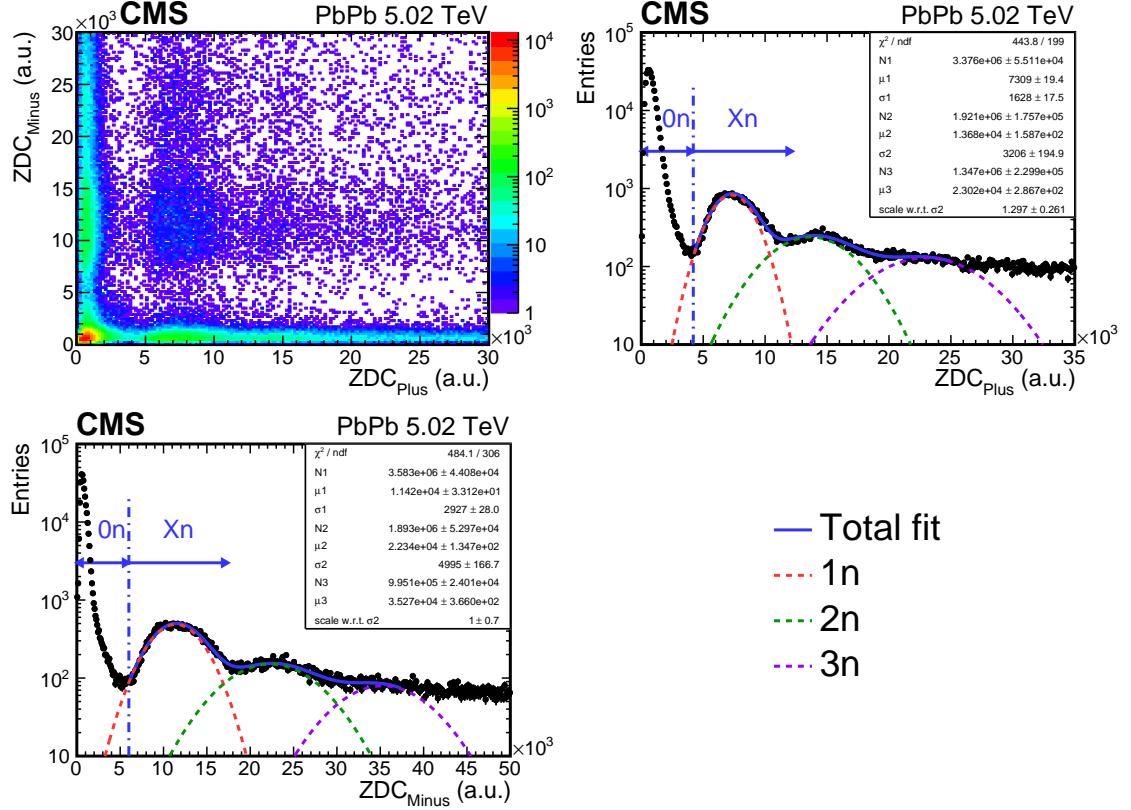 CMS PbPb 5.02 TeV
×10³
ZDC_Minus (a.u.)
30
25
20
15
10
5
0
0 5 10 15 20 25 30
×10³
ZDC_Plus (a.u.)
10⁴
10³
10²
10
1
CMS PbPb 5.02 TeV
Entries
10⁵
10⁴
10³
10²
10
0n Xn
χ² / ndf 443.8 / 199
N1 3.376e+06 ± 5.511e+04
μ1 7309 ± 19.4
σ1 1628 ± 17.5
N2 1.921e+06 ± 1.757e+05
μ2 1.368e+04 ± 1.587e+02
σ2 3206 ± 194.9
N3 1.347e+06 ± 2.299e+05
μ3 2.302e+04 ± 2.867e+02
scale w.r.t. σ2 1.297 ± 0.261
0 5 10 15 20 25 30 35
×10³
ZDC_Plus (a.u.)
CMS PbPb 5.02 TeV
Entries
10⁵
10⁴
10³
10²
10
0n Xn
χ² / ndf 484.1 / 306
N1 3.583e+06 ± 4.408e+04
μ1 1.142e+04 ± 3.312e+01
σ1 2927 ± 28.0
N2 1.893e+06 ± 5.297e+04
μ2 2.234e+04 ± 1.347e+02
σ2 4995 ± 166.7
N3 9.951e+05 ± 2.401e+04
μ3 3.527e+04 ± 3.660e+02
scale w.r.t. σ2 1 ± 0.7
0 5 10 15 20 25 30 35 40 45 50
×10³
ZDC_Minus (a.u.)
Total fit
1n
2n
3n